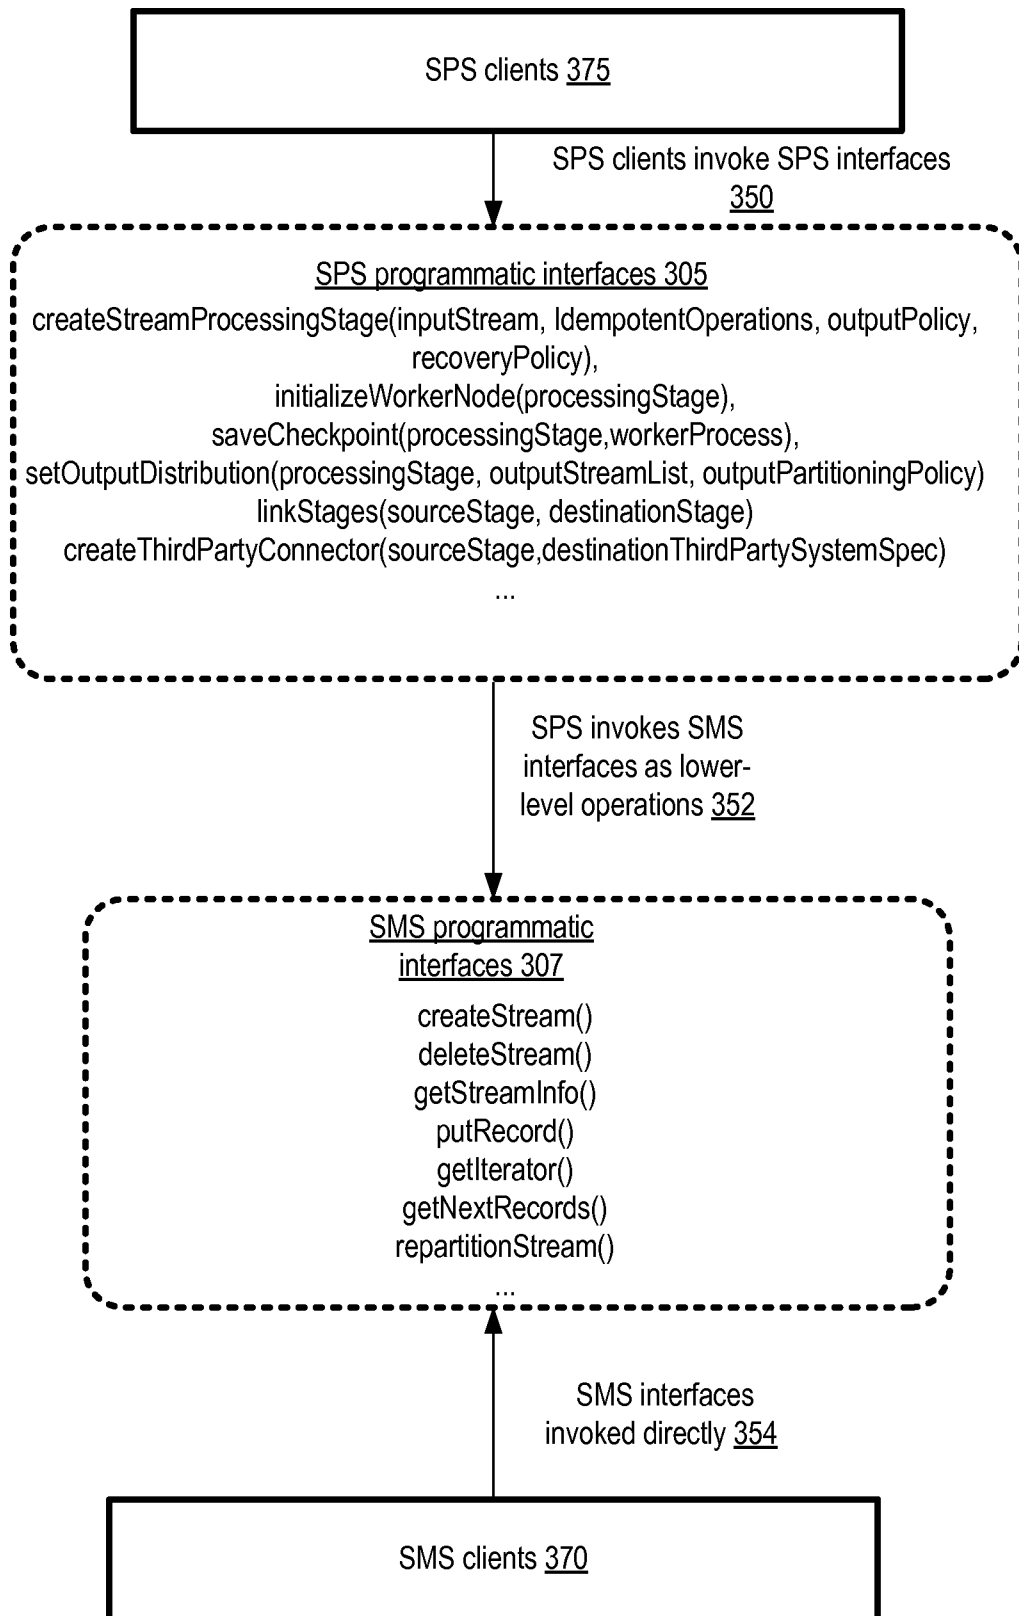 SPS clients 375
SPS clients invoke SPS interfaces
350
SPS programmatic interfaces 305
createStreamProcessingStage(inputStream, IdempotentOperations, outputPolicy,
recoveryPolicy),
initializeWorkerNode(processingStage),
saveCheckpoint(processingStage,workerProcess),
setOutputDistribution(processingStage, outputStreamList, outputPartitioningPolicy)
linkStages(sourceStage, destinationStage)
createThirdPartyConnector(sourceStage,destinationThirdPartySystemSpec)
...
SPS invokes SMS
interfaces as lower-
level operations 352
SMS programmatic
interfaces 307
createStream()
deleteStream()
getStreamInfo()
putRecord()
getIterator()
getNextRecords()
repartitionStream()
...
SMS interfaces
invoked directly 354
SMS clients 370